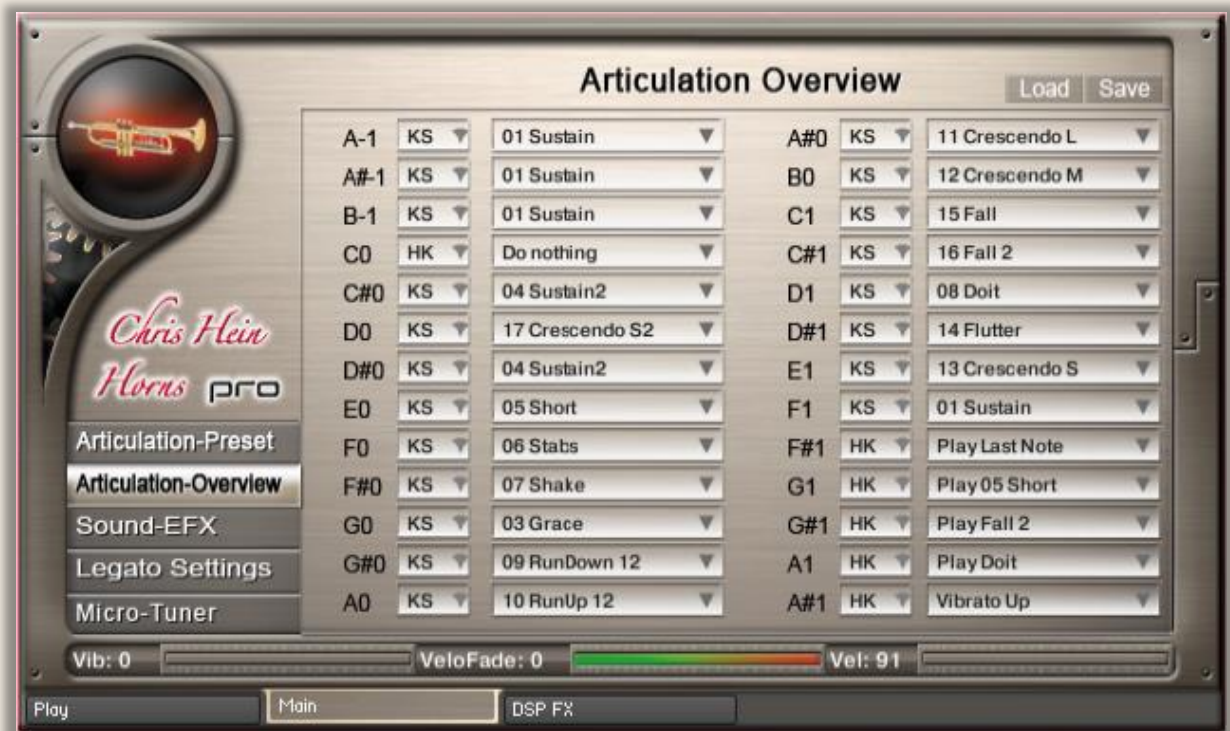 Articulation Overview
Load Save
A-1 KS 01 Sustain A#0 KS 11 Crescendo L
A#-1 KS 01 Sustain B0 KS 12 Crescendo M
B-1 KS 01 Sustain C1 KS 15 Fall
C0 HK Do nothing C#1 KS 16 Fall 2
C#0 KS 04 Sustain2 D1 KS 08 Doit
D0 KS 17 Crescendo S2 D#1 KS 14 Flutter
D#0 KS 04 Sustain2 E1 KS 13 Crescendo S
E0 KS 05 Short F1 KS 01 Sustain
F0 KS 06 Stabs F#1 HK Play Last Note
F#0 KS 07 Shake G1 HK Play 05 Short
G0 KS 03 Grace G#1 HK Play Fall 2
G#0 KS 09 RunDown 12 A1 HK Play Doit
A0 KS 10 RunUp 12 A#1 HK Vibrato Up
Chris Hein
Horns pro
Articulation-Preset
Articulation-Overview
Sound-EFX
Legato Settings
Micro-Tuner
Vib: 0 VeloFade: 0 Vel: 91
Play Main DSP FX